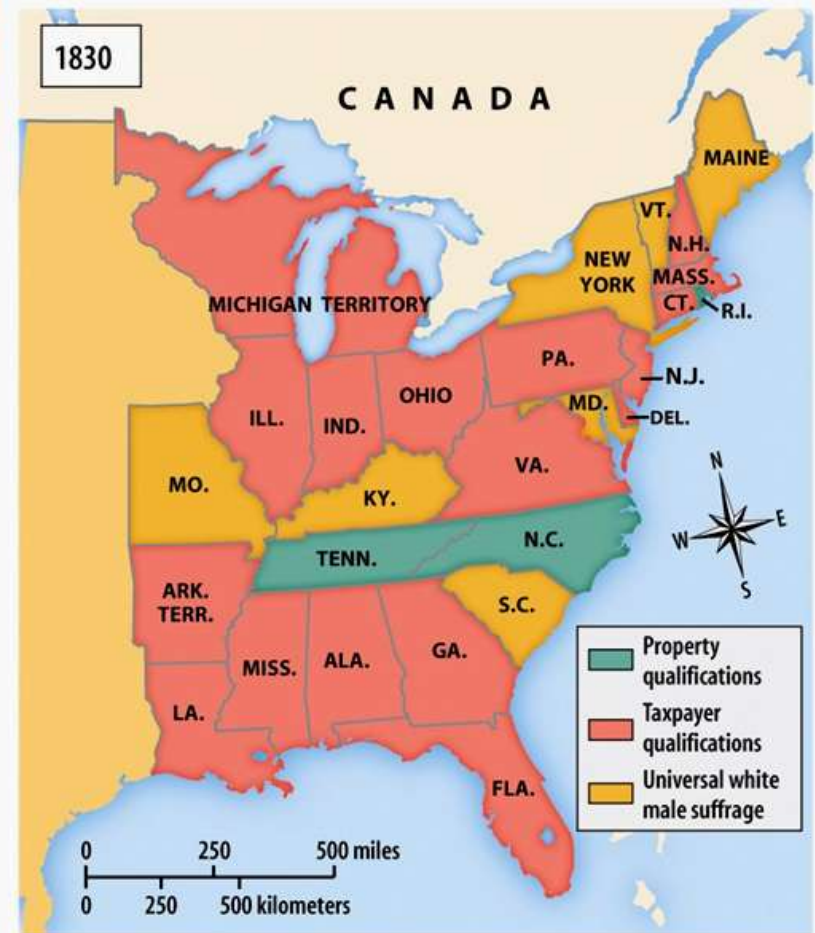 1830
CANADA
MAINE
VT.
N.H.
NEW
YORK
MASS.
CT.
R.I.
MICHIGAN TERRITORY
PA.
N.J.
OHIO
MD.
DEL.
ILL.
IND.
VA.
MO.
KY.
N.C.
TENN.
ARK.
TERR.
S.C.
MISS.
ALA.
GA.
LA.
FLA.
N
W
E
S
Property
qualifications
Taxpayer
qualifications
Universal white
male suffrage
0 250 500 miles
0 250 500 kilometers